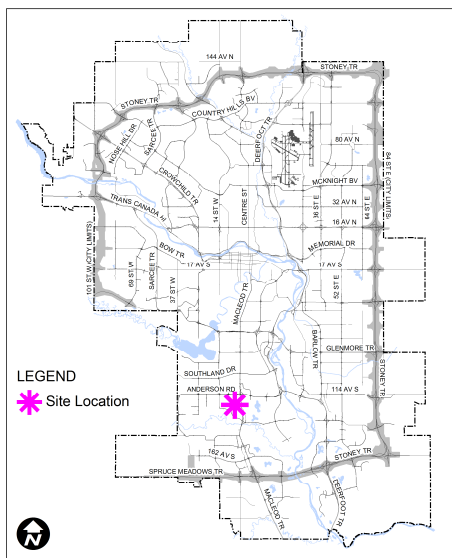 144 AV N
STONEY TR
STONEY TR
COUNTRY HILLS BV
DEERFOOT TR
NOSE HILL DR
SARCEE TR
80 AV N
CROWCHILD TR
14 ST W
CENTRE ST
MCKNIGHT BV
36 ST E
32 AV N
44 ST E
84 ST E (CITY LIMITS)
16 AV N
TRANS CANADA H
MEMORIAL DR
BOW TR
17 AV S
17 AV S
101 ST W (CITY LIMITS)
69 ST W
SARCEE TR
37 ST W
MACLEOD TR
52 ST E
BARLOW TR
GLENMORE TR
STONEY TR
SOUTHLAND DR
LEGEND
ANDERSON RD
114 AV S
Site Location
162 AV S
STONEY TR
SPRUCE MEADOWS TR
MACLEOD TR
DEERFOOT TR
N